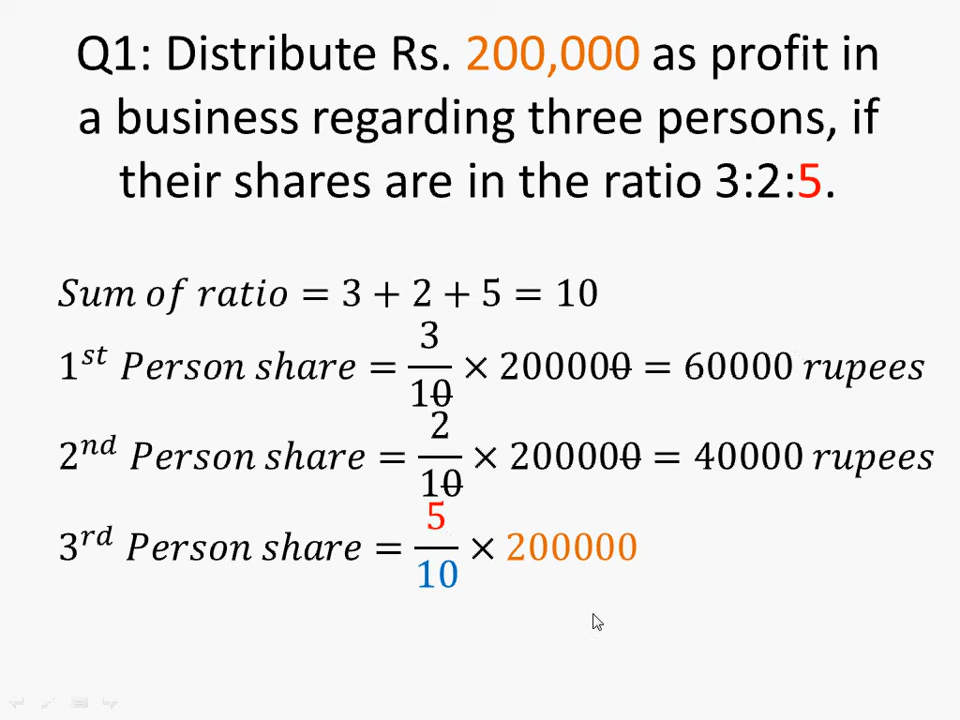 Q1: Distribute Rs. 200,000 as profit in
a business regarding three persons, if
their shares are in the ratio 3:2:5.
Sum of ratio = 3 + 2 + 5 = 10
1st Person share = 3/10 × 200000 = 60000 rupees
2nd Person share = 2/10 × 200000 = 40000 rupees
3rd Person share = 5/10 × 200000